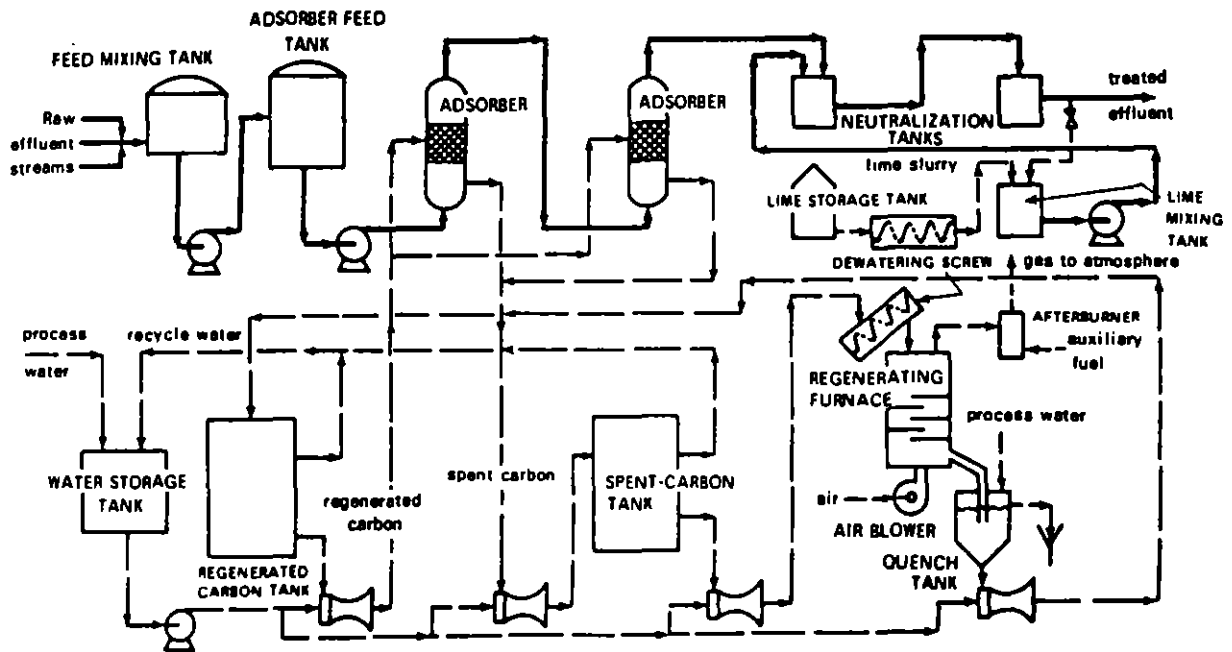 ADSORBER FEED
TANK
FEED MIXING TANK
Raw
effluent
streams
ADSORBER
ADSORBER
treated
effluent
NEUTRALIZATION
TANKS
lime slurry
LIME STORAGE TANK
LIME
MIXING
TANK
DEWATERING SCREW
gas to atmosphere
process
water
recycle water
AFTERBURNER
auxiliary
fuel
REGENERATING
FURNACE
process water
WATER STORAGE
TANK
regenerated
carbon
spent carbon
SPENT-CARBON
TANK
air
AIR BLOWER
QUENCH
TANK
REGENERATED
CARBON TANK